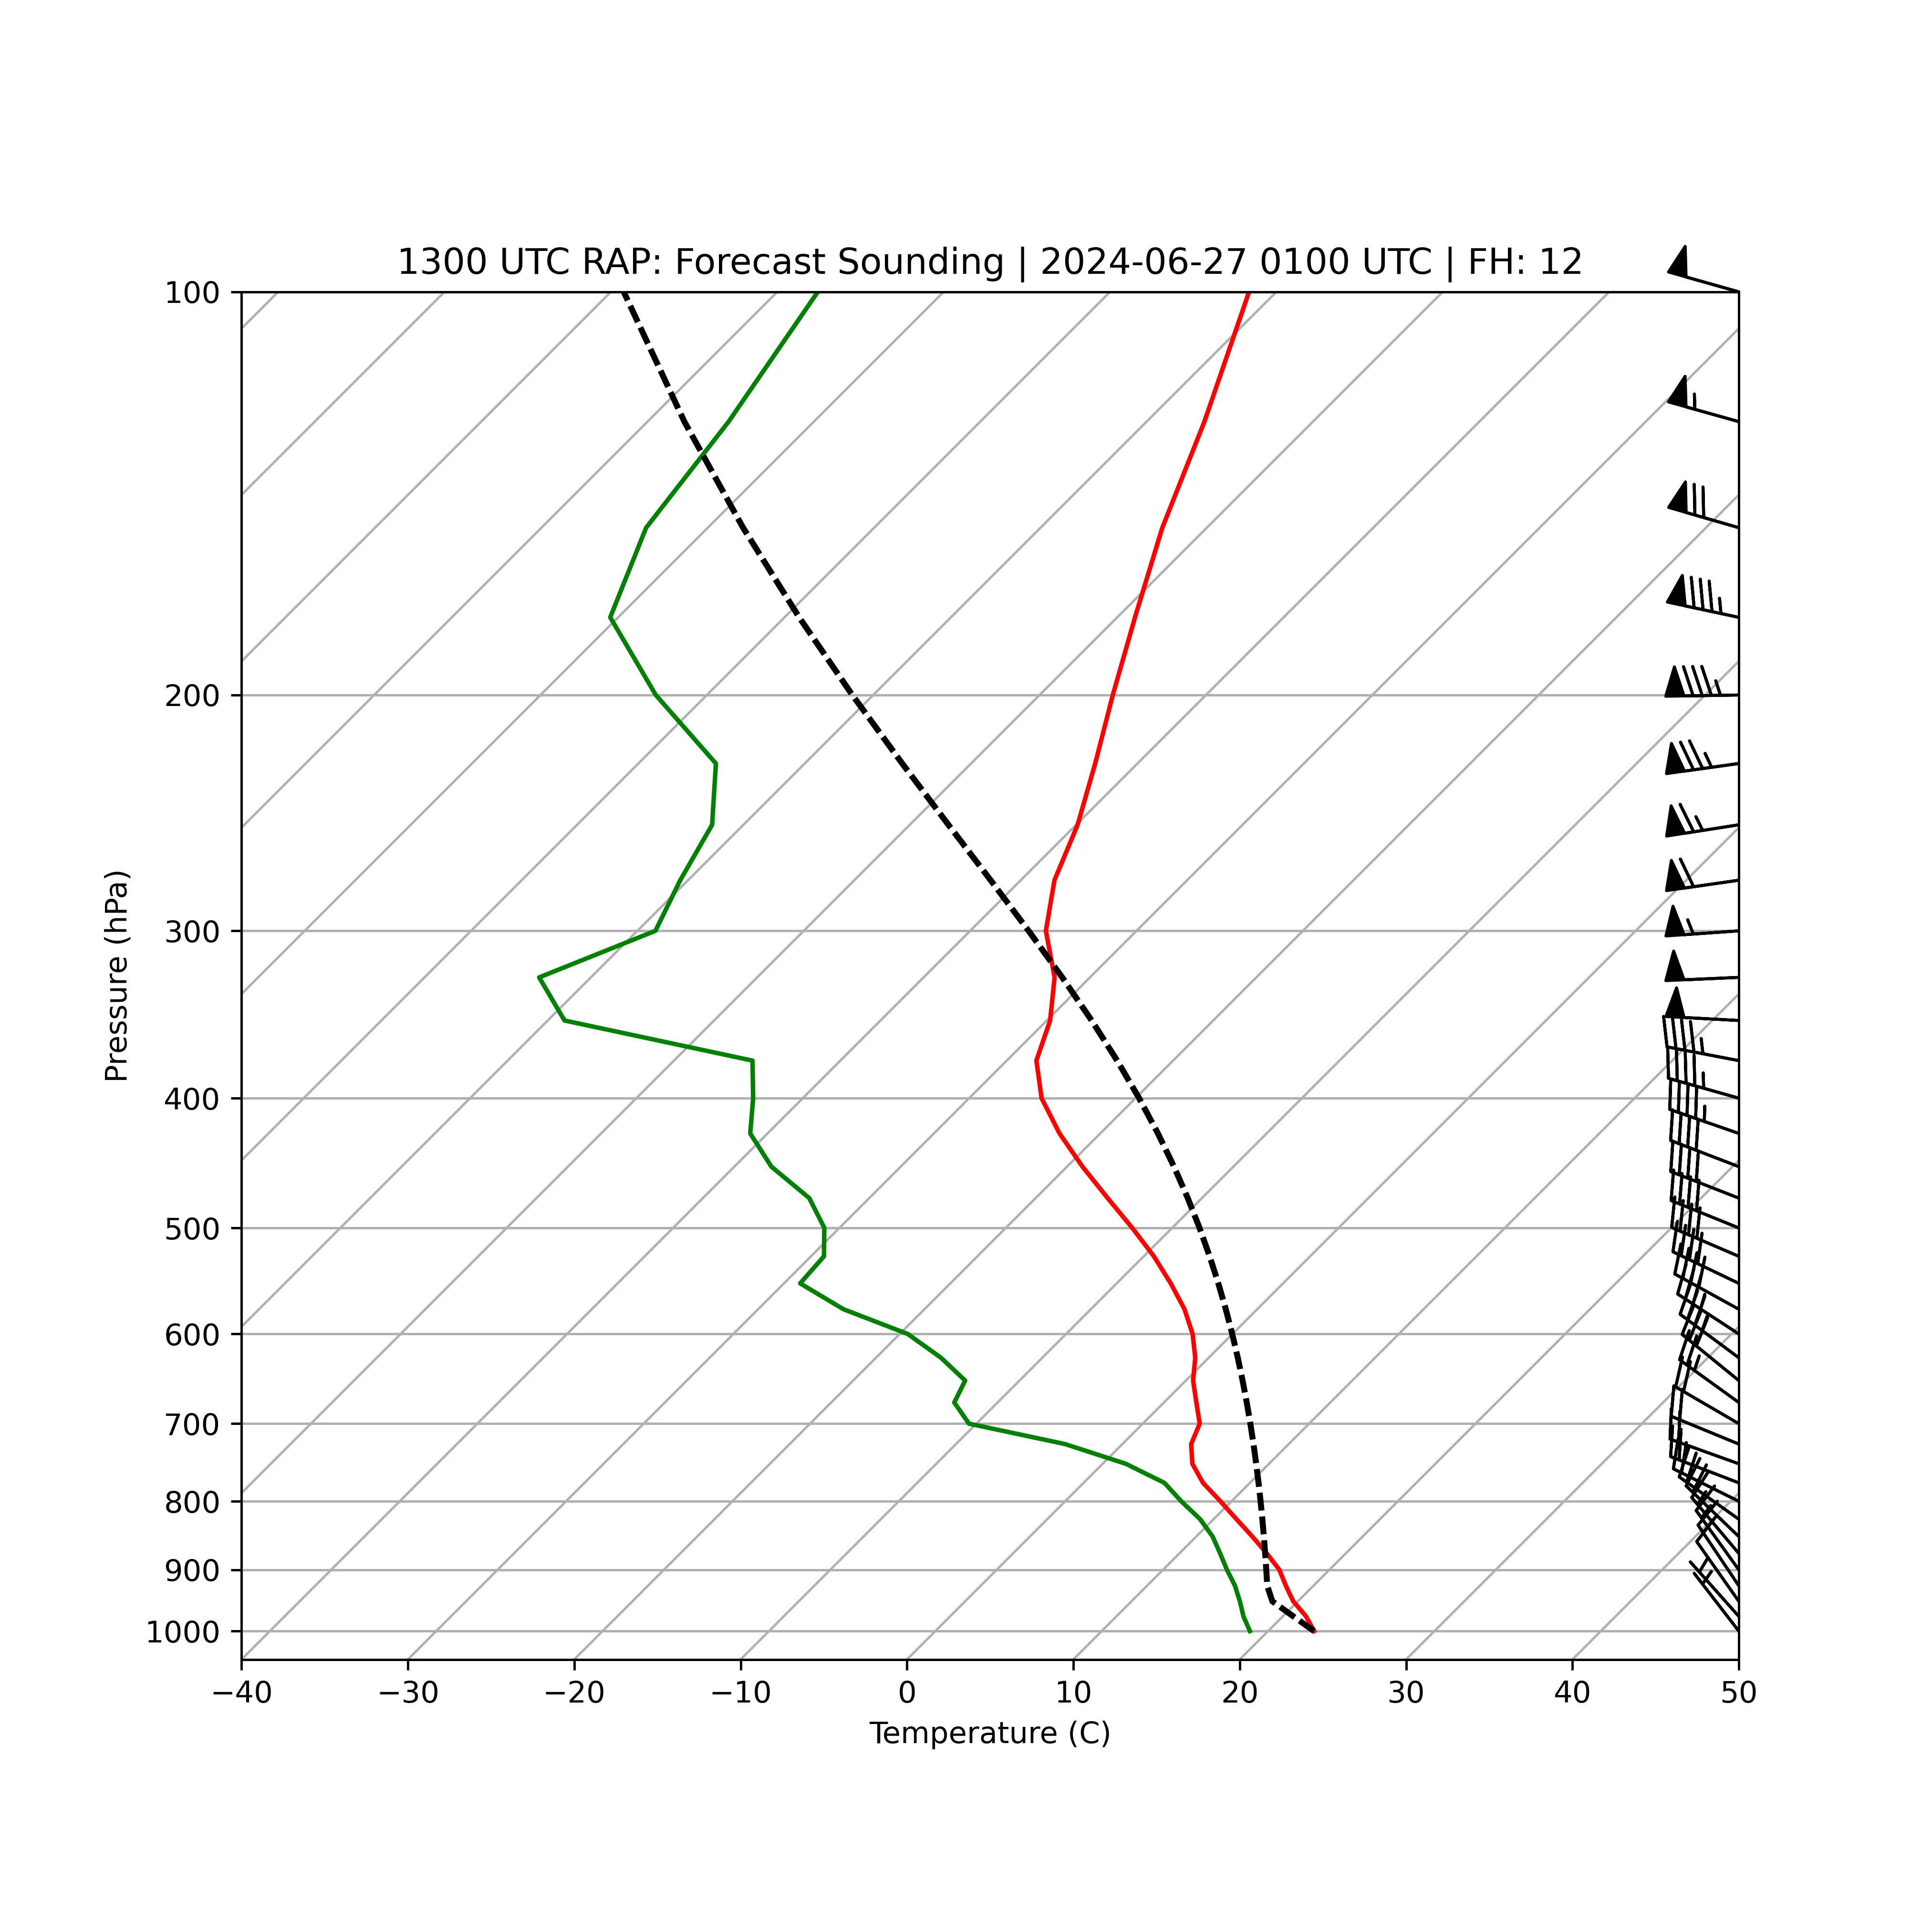 1300 UTC RAP: Forecast Sounding | 2024-06-27 0100 UTC | FH: 12
100
200
300
400
500
600
700
800
900
1000
Pressure (hPa)
−40 −30 −20 −10 0 10 20 30 40 50
Temperature (C)